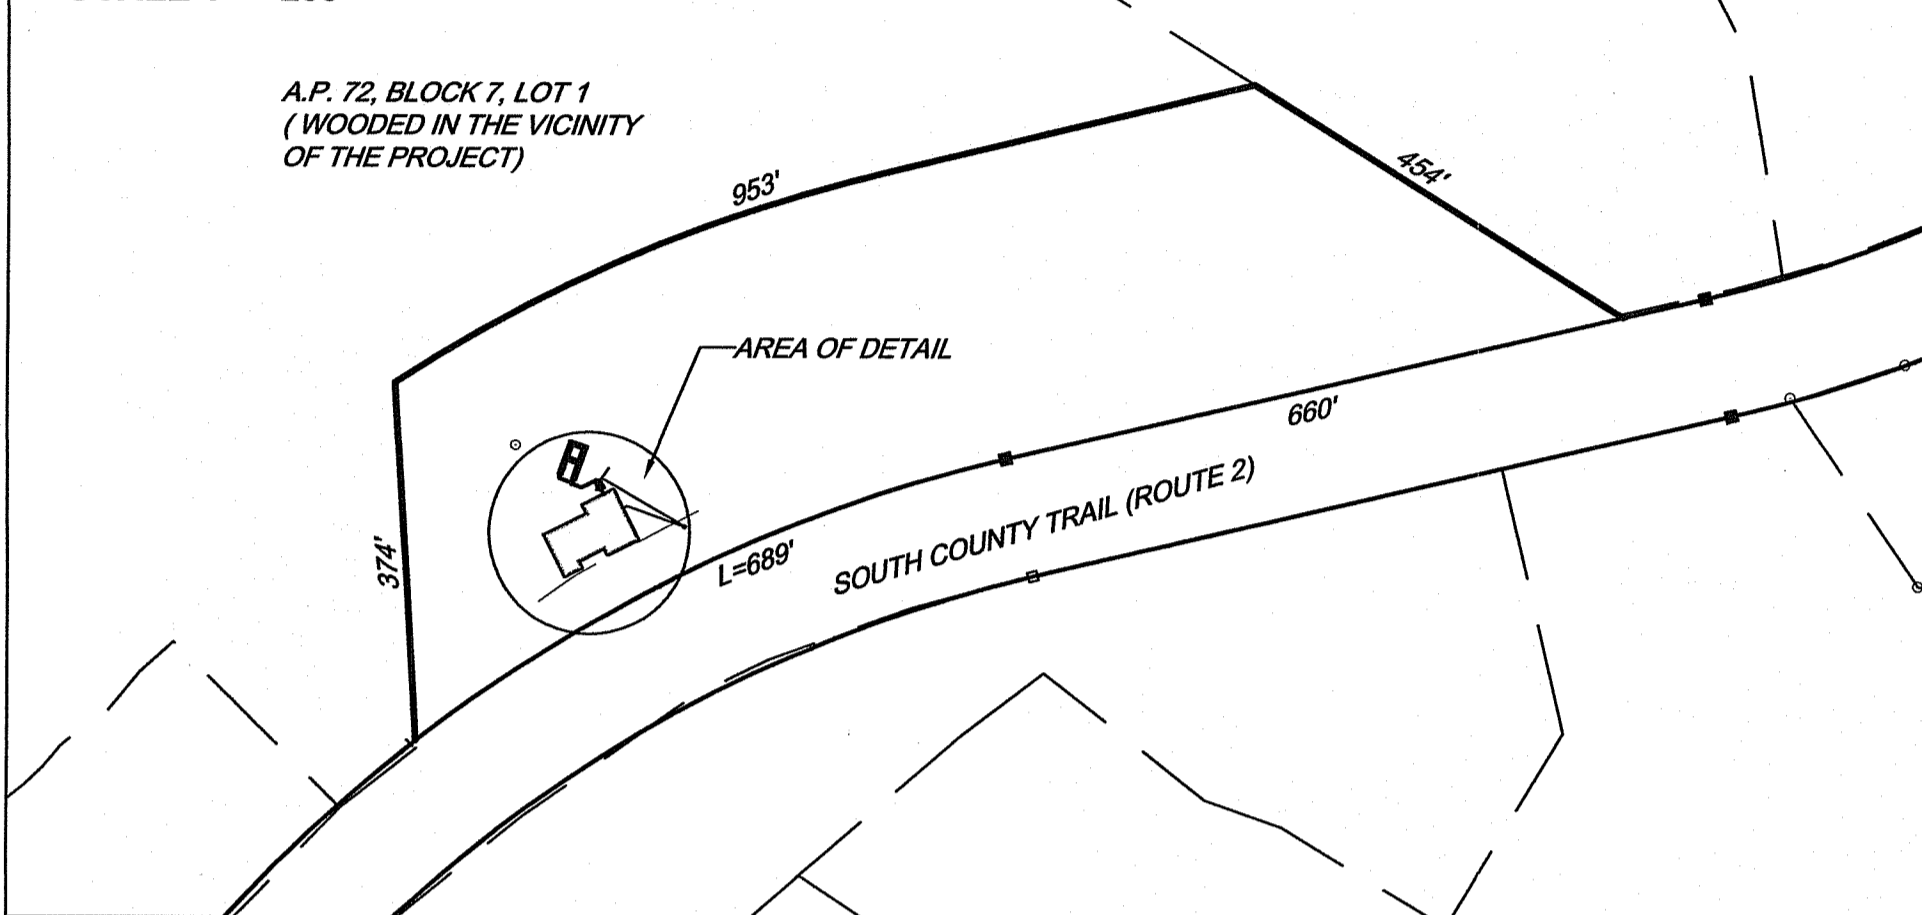 A.P. 72, BLOCK 7, LOT 1
( WOODED IN THE VICINITY
OF THE PROJECT)
953'
454'
AREA OF DETAIL
660'
374'
L=689'
SOUTH COUNTY TRAIL (ROUTE 2)